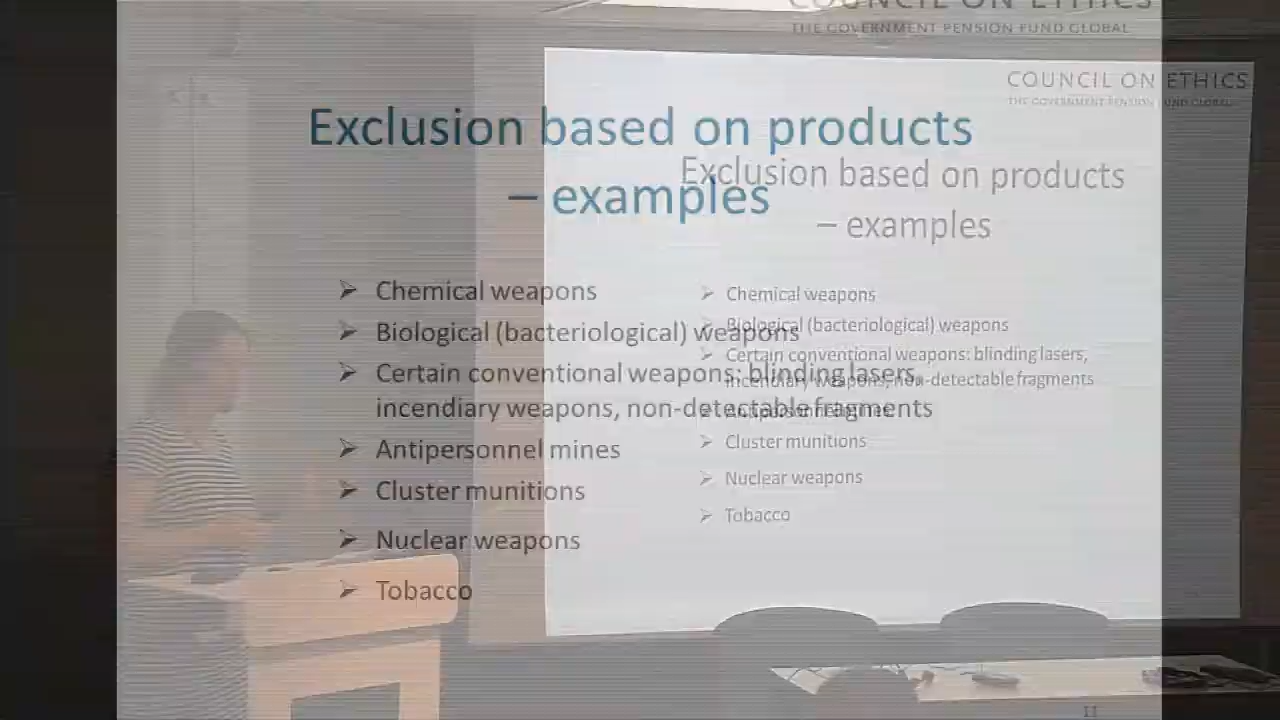 COUNCIL ON ETHICS
THE GOVERNMENT PENSION FUND GLOBAL
Exclusion based on products
– examples
➢ Chemical weapons
➢ Biological (bacteriological) weapons
➢ Certain conventional weapons: blinding lasers,
incendiary weapons, non-detectable fragments
➢ Antipersonnel mines
➢ Cluster munitions
➢ Nuclear weapons
➢ Tobacco
11
COUNCIL ON ETHICS
THE GOVERNMENT PENSION FUND GLOBAL
Exclusion based on products
– examples
➢ Chemical weapons
➢ Biological (bacteriological) weapons
➢ Certain conventional weapons: blinding lasers,
incendiary weapons, non-detectable fragments
➢ Antipersonnel mines
➢ Cluster munitions
➢ Nuclear weapons
➢ Tobacco